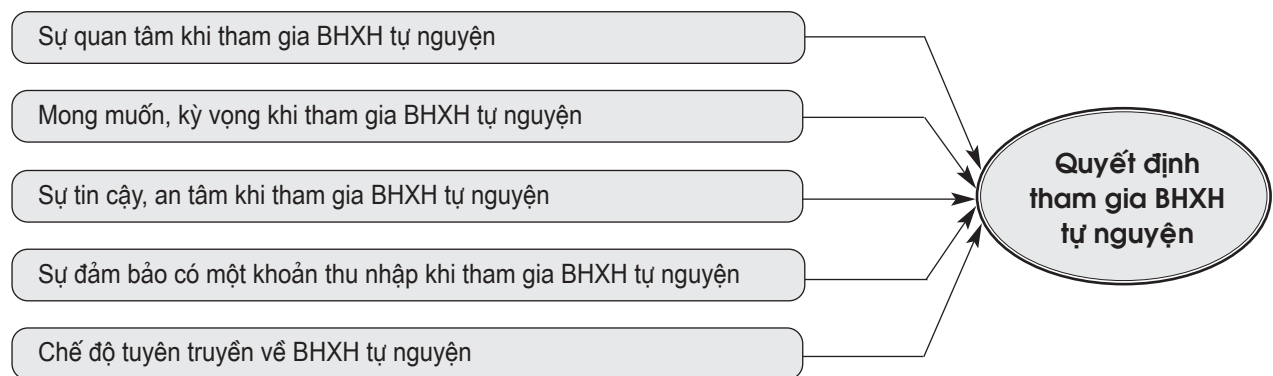 Sự quan tâm khi tham gia BHXH tự nguyện
Mong muốn, kỳ vọng khi tham gia BHXH tự nguyện
Sự tin cậy, an tâm khi tham gia BHXH tự nguyện
Sự đảm bảo có một khoản thu nhập khi tham gia BHXH tự nguyện
Chế độ tuyên truyền về BHXH tự nguyện
Quyết định
tham gia BHXH
tự nguyện